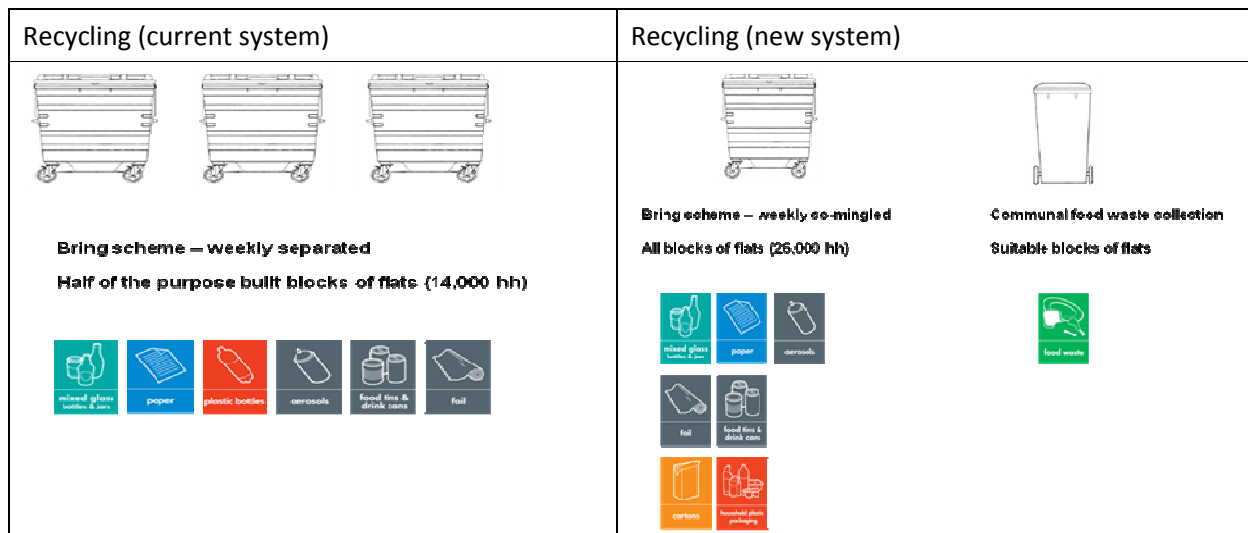 Recycling (current system)
Recycling (new system)
Bring scheme – weekly separated
Half of the purpose built blocks of flats (14,000 hh)
mixed glass
bottles & jars
paper
plastic bottles
aerosols
food tins &
drink cans
foil
Bring scheme – weekly co-mingled
All blocks of flats (26,000 hh)
mixed glass
bottles & jars
paper
aerosols
foil
food tins &
drink cans
cartons
household plastic
packaging
Communal food waste collection
Suitable blocks of flats
food waste